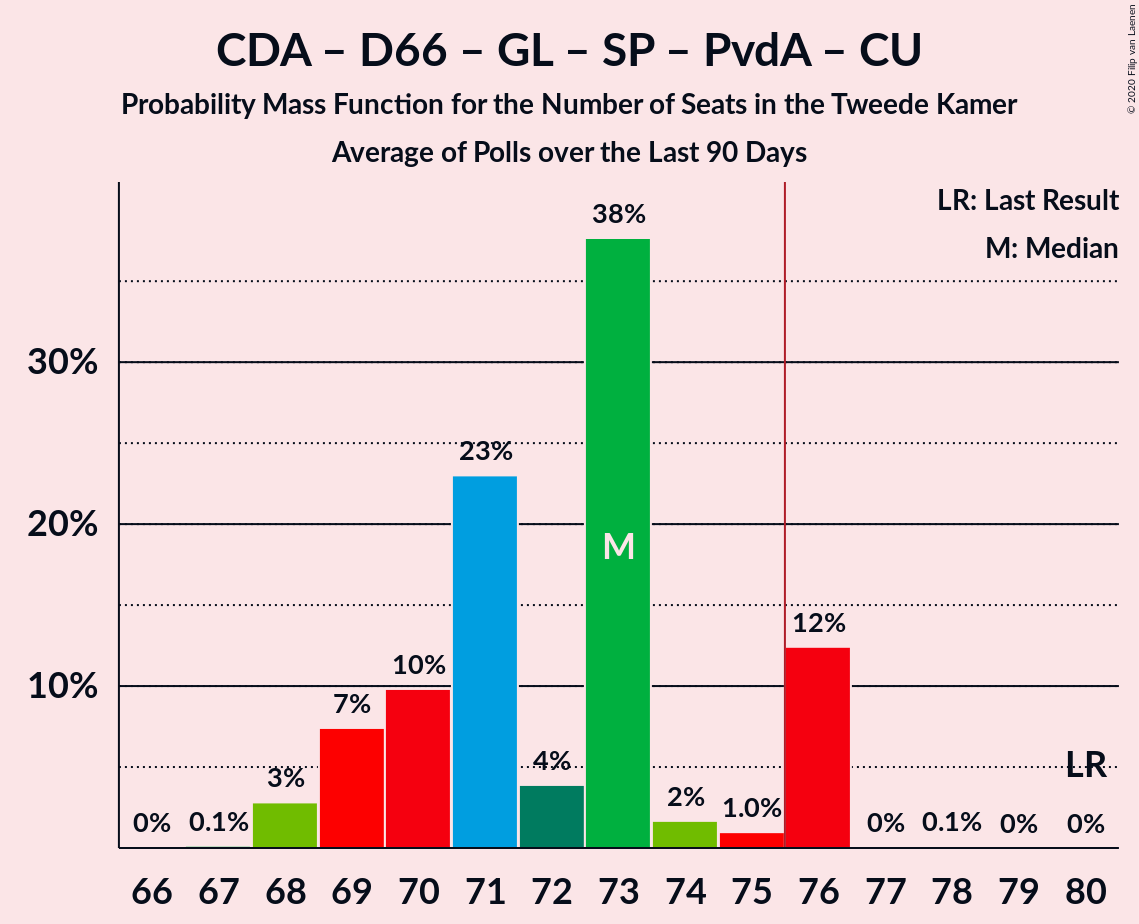 CDA – D66 – GL – SP – PvdA – CU
Probability Mass Function for the Number of Seats in the Tweede Kamer
Average of Polls over the Last 90 Days
© 2020 Filip van Laenen
LR: Last Result
M: Median
38%
30%
23%
20%
M
12%
10%
10%
7%
LR
4%
3%
2%
1.0%
0% 0.1% 0% 0.1% 0% 0%
66 67 68 69 70 71 72 73 74 75 76 77 78 79 80